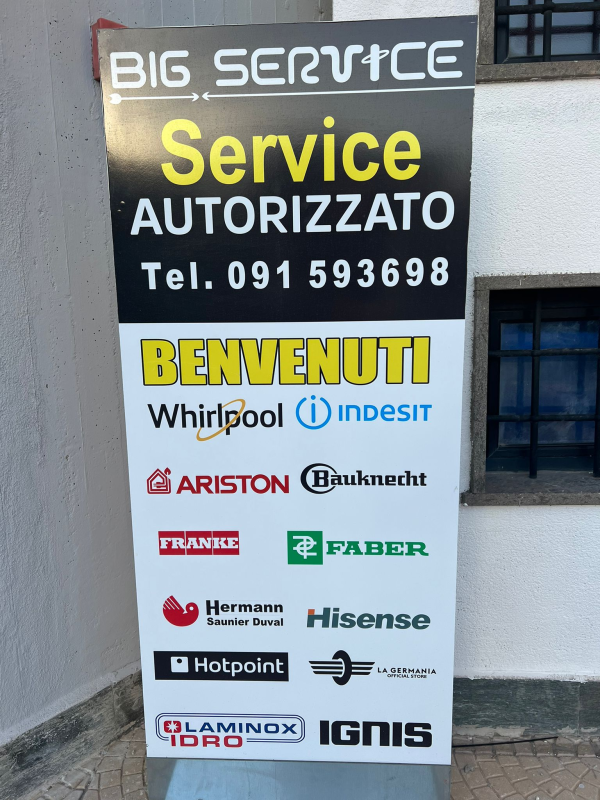 BIG SERVICE
Service
AUTORIZZATO
Tel. 091 593698
BENVENUTI
Whirlpool
i INDESIT
ARISTON
Bauknecht
FRANKE
FABER
Hermann
Saunier Duval
Hisense
Hotpoint
LA GERMANIA
OFFICIAL STORE
LAMINOX
IDRO
IGNIS